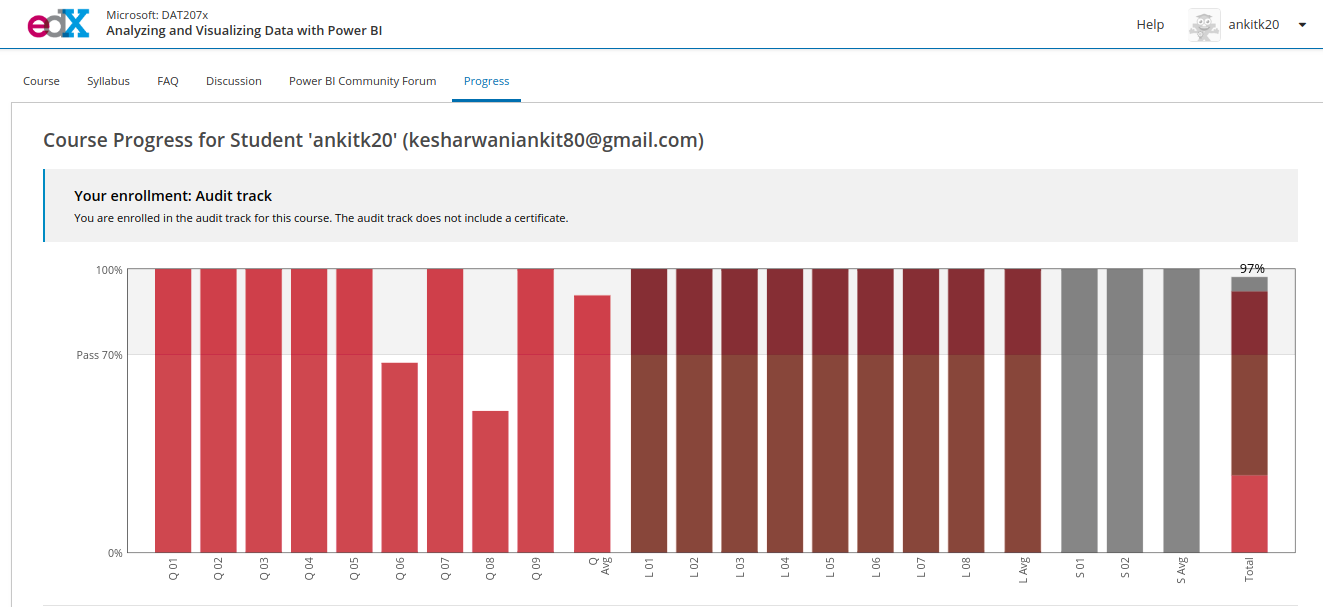 edX
Microsoft: DAT207x
Analyzing and Visualizing Data with Power BI
Help
ankitk20
Course
Syllabus
FAQ
Discussion
Power BI Community Forum
Progress
Course Progress for Student 'ankitk20' (kesharwaniankit80@gmail.com)
Your enrollment: Audit track
You are enrolled in the audit track for this course. The audit track does not include a certificate.
100%
97%
Pass 70%
0%
Q 01
Q 02
Q 03
Q 04
Q 05
Q 06
Q 07
Q 08
Q 09
Q
Avg
L 01
L 02
L 03
L 04
L 05
L 06
L 07
L 08
L Avg
S 01
S 02
S Avg
Total